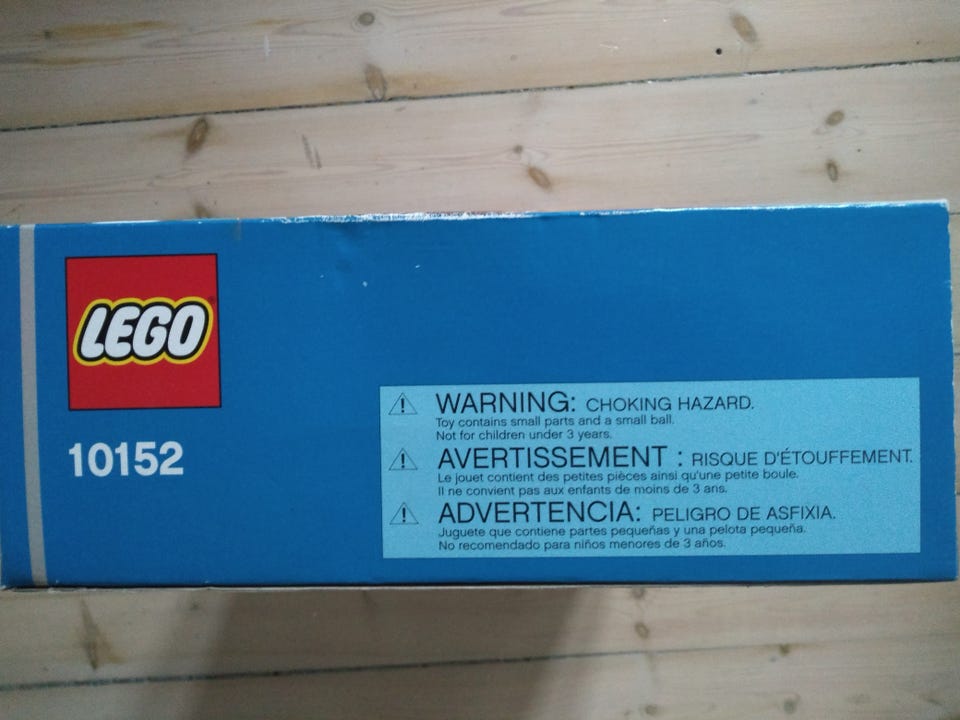 LEGO
10152
WARNING: CHOKING HAZARD.
Toy contains small parts and a small ball.
Not for children under 3 years.
AVERTISSEMENT : RISQUE D'ÉTOUFFEMENT.
Le jouet contient des petites pièces ainsi qu'une petite boule.
Il ne convient pas aux enfants de moins de 3 ans.
ADVERTENCIA: PELIGRO DE ASFIXIA.
Juguete que contiene partes pequeñas y una pelota pequeña.
No recomendado para niños menores de 3 años.